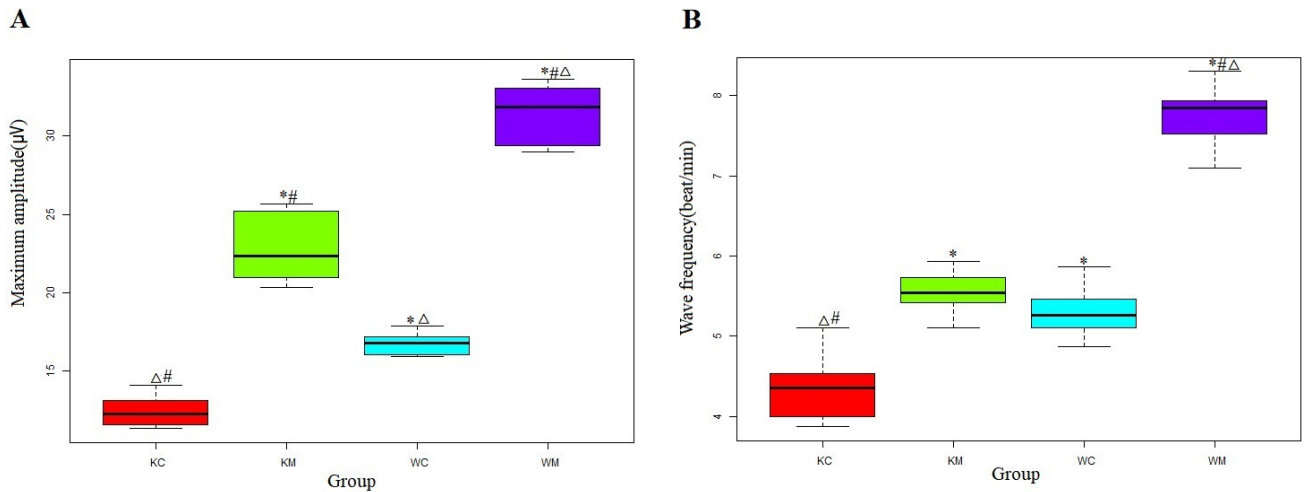 A
Maximum amplitude(μV)
30
25
20
15
△#
*#
* △
*#△
KC KM WC WM
Group
B
Wave frequency(beat/min)
8
7
6
5
4
△#
*
*
*#△
KC KM WC WM
Group